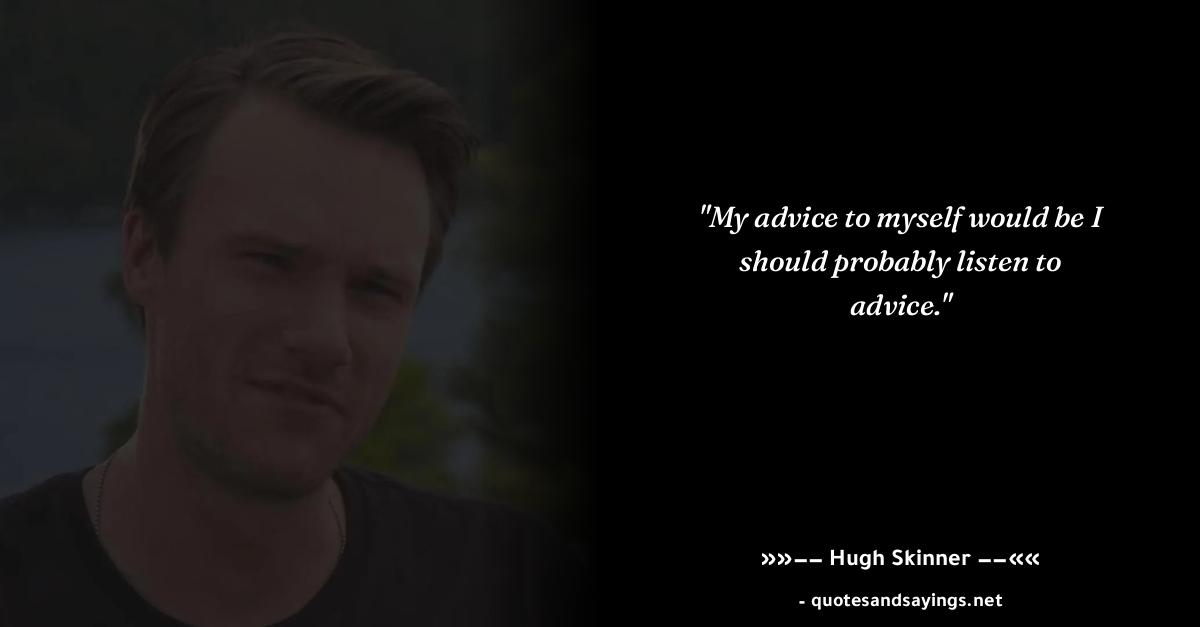 "My advice to myself would be I
should probably listen to
advice."
»»−− Hugh Skinner −−««
- quotesandsayings.net